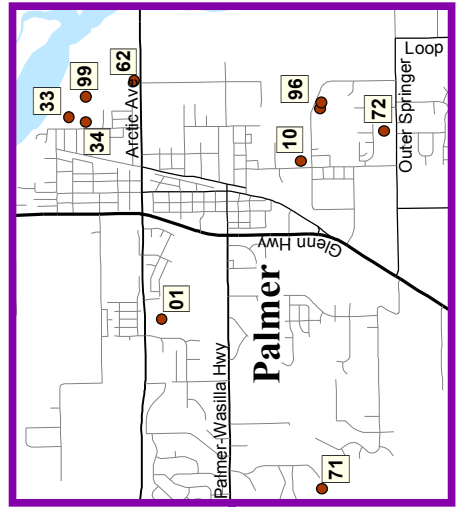 33
99
62
34
Arctic Ave
96
10
72
Loop
Outer Springer
Glenn Hwy
01
Palmer
Palmer-Wasilla Hwy
71